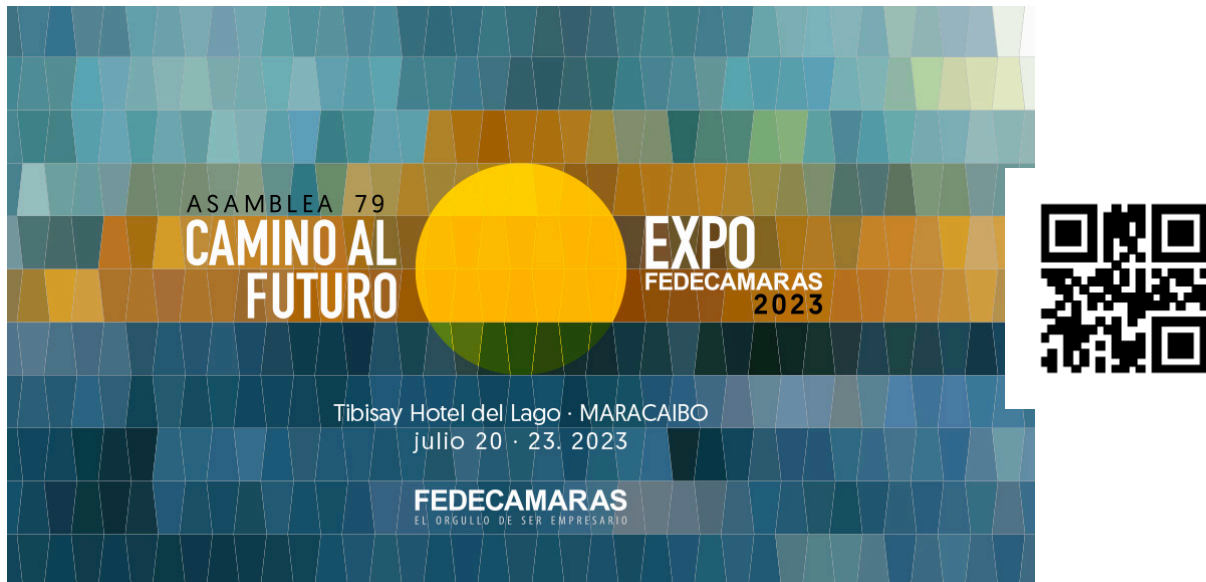 ASAMBLEA 79
CAMINO AL
FUTURO
EXPO
FEDECAMARAS
2023
Tibisay Hotel del Lago · MARACAIBO
julio 20 · 23. 2023
FEDECAMARAS
EL ORGULLO DE SER EMPRESARIO